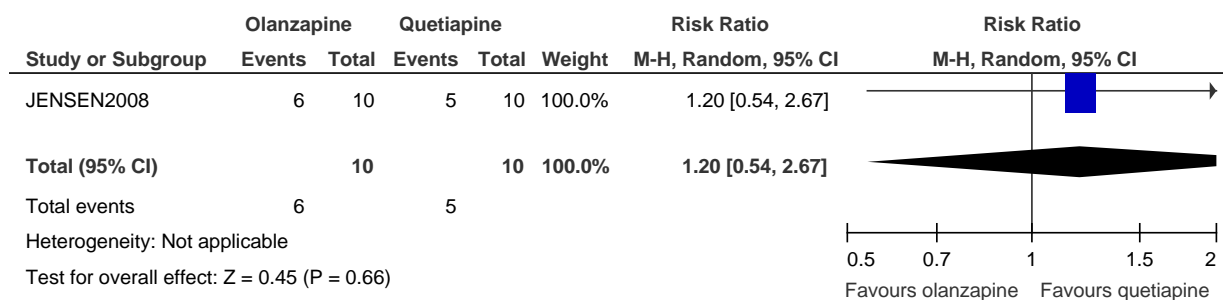 Olanzapine Quetiapine Risk Ratio Risk Ratio
Study or Subgroup Events Total Events Total Weight M-H, Random, 95% CI M-H, Random, 95% CI
JENSEN2008 6 10 5 10 100.0% 1.20 [0.54, 2.67]
Total (95% CI) 10 10 100.0% 1.20 [0.54, 2.67]
Total events 6 5
Heterogeneity: Not applicable
Test for overall effect: Z = 0.45 (P = 0.66)
0.5 0.7 1 1.5 2
Favours olanzapine Favours quetiapine